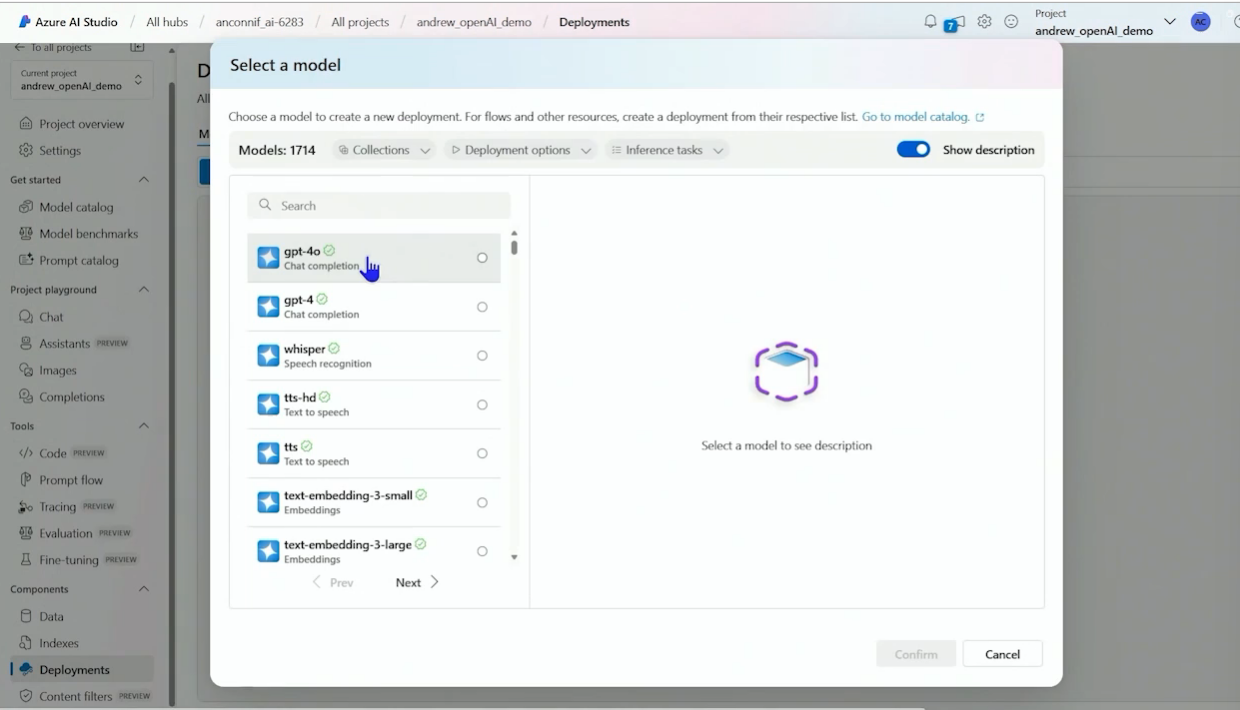 Azure AI Studio / All hubs / anconnif_ai-6283 / All projects / andrew_openAI_demo / Deployments
7
Project
andrew_openAI_demo
AC
To all projects
Current project
andrew_openAI_demo
Project overview
Settings
Get started
Model catalog
Model benchmarks
Prompt catalog
Project playground
Chat
Assistants PREVIEW
Images
Completions
Tools
Code PREVIEW
Prompt flow
Tracing PREVIEW
Evaluation PREVIEW
Fine-tuning PREVIEW
Components
Data
Indexes
Deployments
Content filters PREVIEW
D
All
M
Select a model
Choose a model to create a new deployment. For flows and other resources, create a deployment from their respective list. Go to model catalog.
Models: 1714 Collections Deployment options Inference tasks Show description
Search
gpt-4o
Chat completion
gpt-4
Chat completion
whisper
Speech recognition
tts-hd
Text to speech
tts
Text to speech
text-embedding-3-small
Embeddings
text-embedding-3-large
Embeddings
Prev Next
Select a model to see description
Confirm Cancel